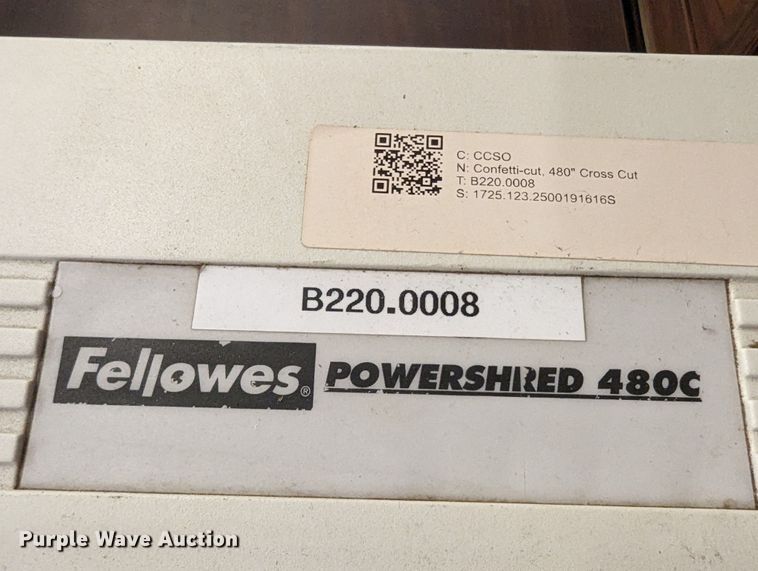 C: CCSO
N: Confetti-cut, 480" Cross Cut
T: B220.0008
S: 1725.123.2500191616S
B220.0008
Fellowes® POWERSHRED 480C
Purple Wave Auction